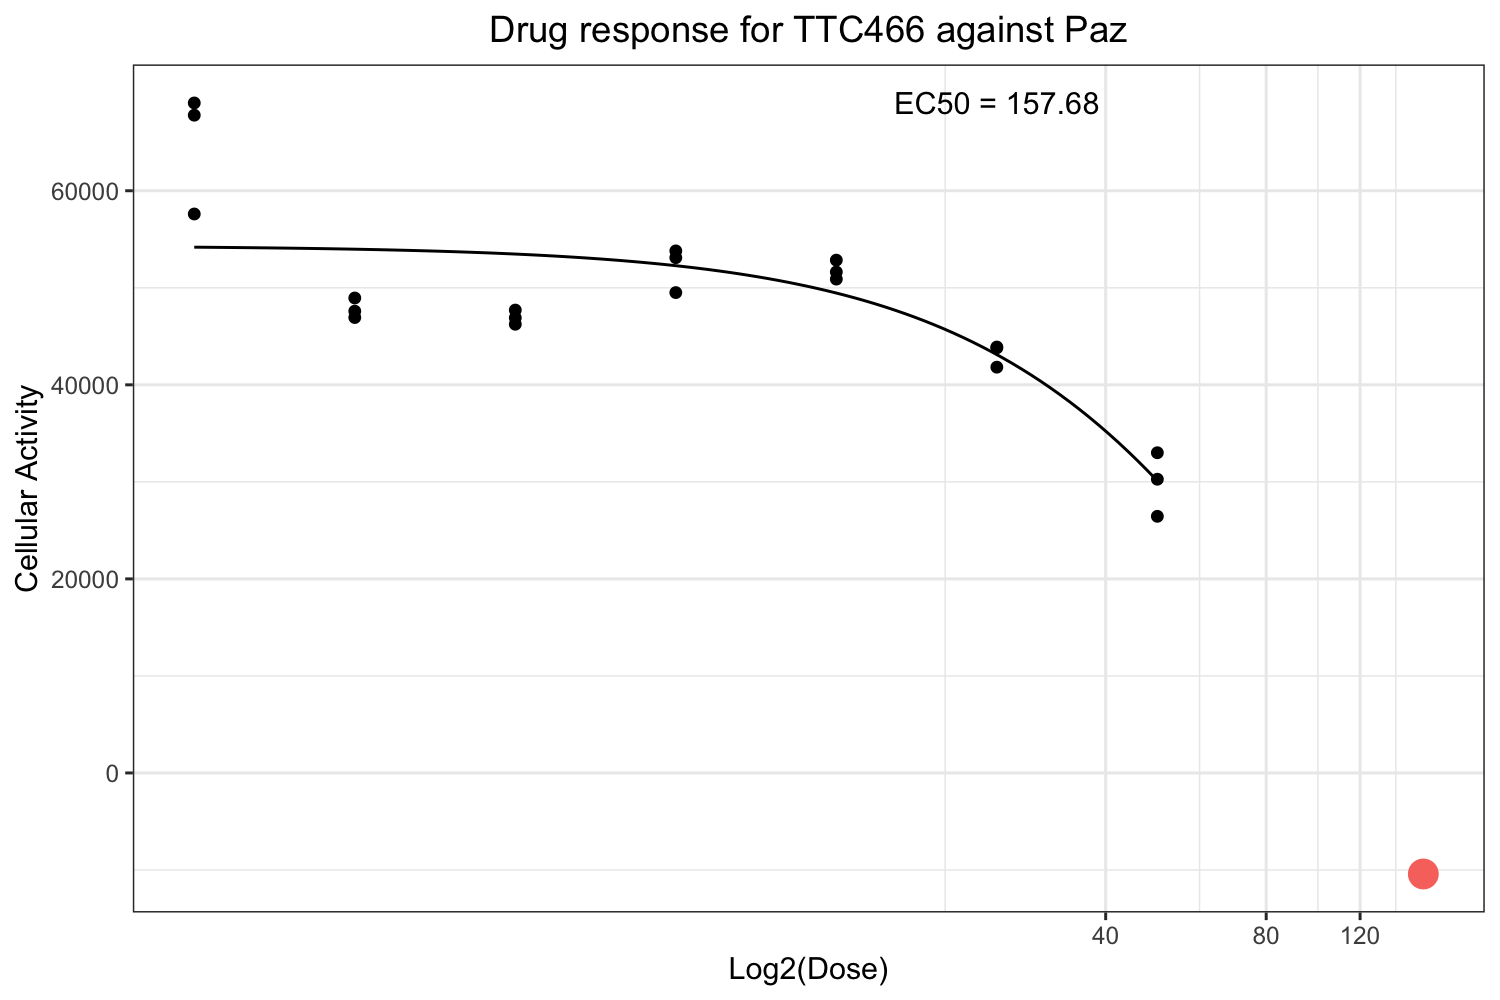 Drug response for TTC466 against Paz
EC50 = 157.68
60000
40000
20000
0
Cellular Activity
40 80 120
Log2(Dose)